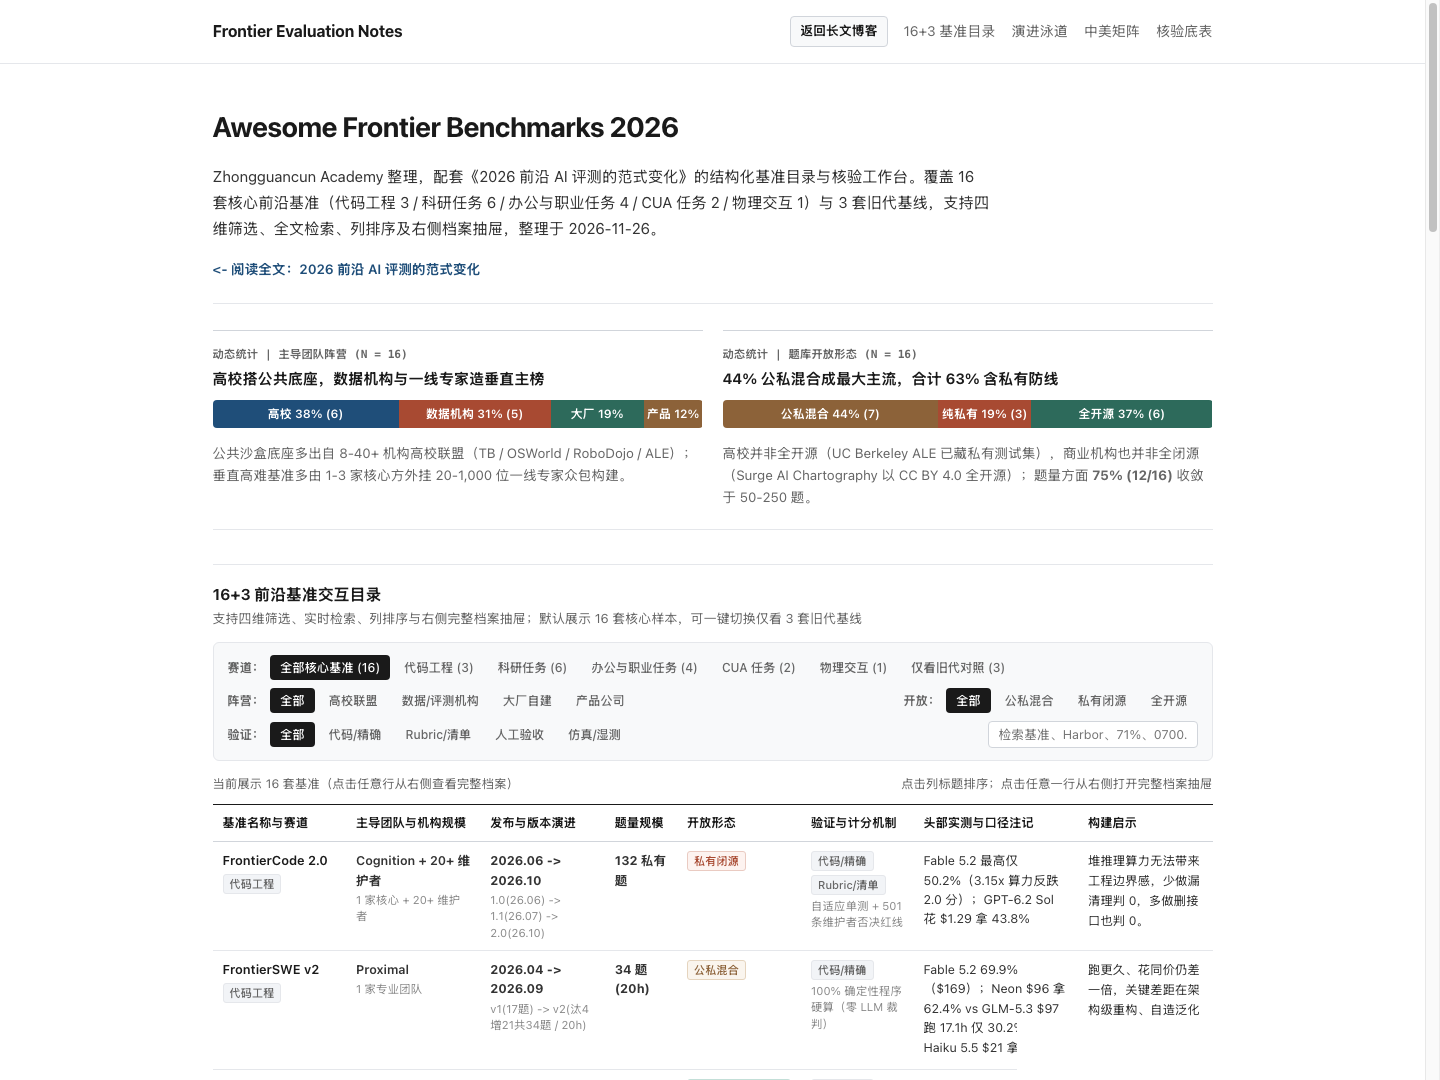 Frontier Evaluation Notes
返回长文博客 16+3 基准目录 演进泳道 中美矩阵 核验底表
Awesome Frontier Benchmarks 2026
Zhongguancun Academy 整理，配套《2026 前沿 AI 评测的范式变化》的结构化基准目录与核验工作台。覆盖 16
套核心前沿基准（代码工程 3 / 科研任务 6 / 办公与职业任务 4 / CUA 任务 2 / 物理交互 1）与 3 套旧代基线，支持四
维筛选、全文检索、列排序及右侧档案抽屉，整理于 2026-11-26。
<- 阅读全文：2026 前沿 AI 评测的范式变化
动态统计 | 主导团队阵营 (N = 16)
高校搭公共底座，数据机构与一线专家造垂直主榜
高校 38% (6) 数据机构 31% (5) 大厂 19% 产品 12%
公共沙盒底座多出自 8-40+ 机构高校联盟（TB / OSWorld / RoboDojo / ALE）；
垂直高难基准多由 1-3 家核心方外挂 20-1,000 位一线专家众包构建。
动态统计 | 题库开放形态 (N = 16)
44% 公私混合成最大主流，合计 63% 含私有防线
公私混合 44% (7) 纯私有 19% (3) 全开源 37% (6)
高校并非全开源（UC Berkeley ALE 已藏私有测试集），商业机构也并非全闭源
（Surge AI Chartography 以 CC BY 4.0 全开源）；题量方面 75% (12/16) 收敛
于 50-250 题。
16+3 前沿基准交互目录
支持四维筛选、实时检索、列排序与右侧完整档案抽屉；默认展示 16 套核心样本，可一键切换仅看 3 套旧代基线
赛道： 全部核心基准 (16) 代码工程 (3) 科研任务 (6) 办公与职业任务 (4) CUA 任务 (2) 物理交互 (1) 仅看旧代对照 (3)
阵营： 全部 高校联盟 数据/评测机构 大厂自建 产品公司 开放： 全部 公私混合 私有闭源 全开源
验证： 全部 代码/精确 Rubric/清单 人工验收 仿真/湿测 检索基准、Harbor、71%、0700.
当前展示 16 套基准（点击任意行从右侧查看完整档案） 点击列标题排序；点击任意一行从右侧打开完整档案抽屉
基准名称与赛道 主导团队与机构规模 发布与版本演进 题量规模 开放形态 验证与计分机制 头部实测与口径注记 构建启示
FrontierCode 2.0
代码工程
Cognition + 20+ 维
护者
1 家核心 + 20+ 维护
者
2026.06 ->
2026.10
1.0(26.06) ->
1.1(26.07) ->
2.0(26.10)
132 私有
题
私有闭源
代码/精确
Rubric/清单
自适应单测 + 501
条维护者否决红线
Fable 5.2 最高仅
50.2%（3.15x 算力反跌
2.0 分）；GPT-6.2 Sol
花 $1.29 拿 43.8%
堆推理算力无法带来
工程边界感，少做漏
清理判 0，多做删接
口也判 0。
FrontierSWE v2
代码工程
Proximal
1 家专业团队
2026.04 ->
2026.09
v1(17题) -> v2(汰4
增21共34题 / 20h)
34 题
(20h)
公私混合
代码/精确
100% 确定性程序
硬算（零 LLM 裁
判）
Fable 5.2 69.9%
（$169）；Neon $96 拿
62.4% vs GLM-5.3 $97
跑 17.1h 仅 30.2%
Haiku 5.5 $21 拿
跑更久、花同价仍差
一倍，关键差距在架
构级重构、自造泛化